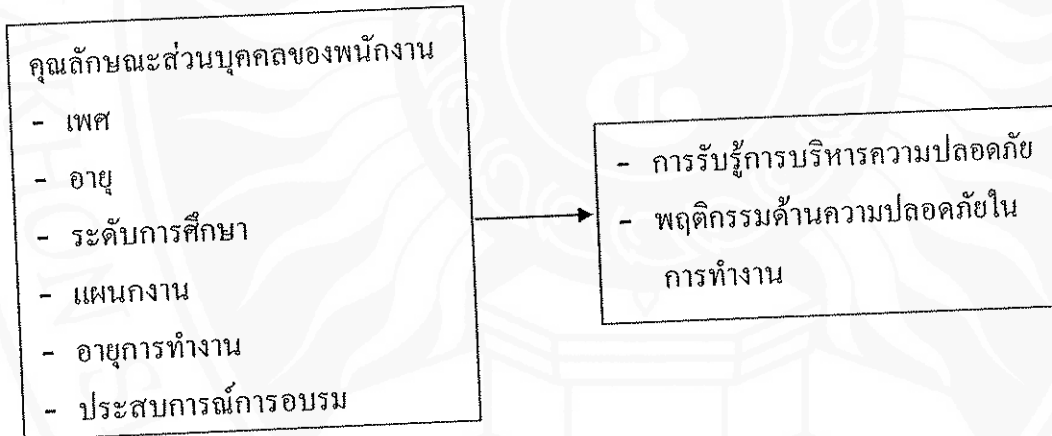 คุณลักษณะส่วนบุคคลของพนักงาน
- เพศ
- อายุ
- ระดับการศึกษา
- แผนกงาน
- อายุการทำงาน
- ประสบการณ์การอบรม
- การรับรู้การบริหารความปลอดภัย
- พฤติกรรมด้านความปลอดภัยใน
การทำงาน